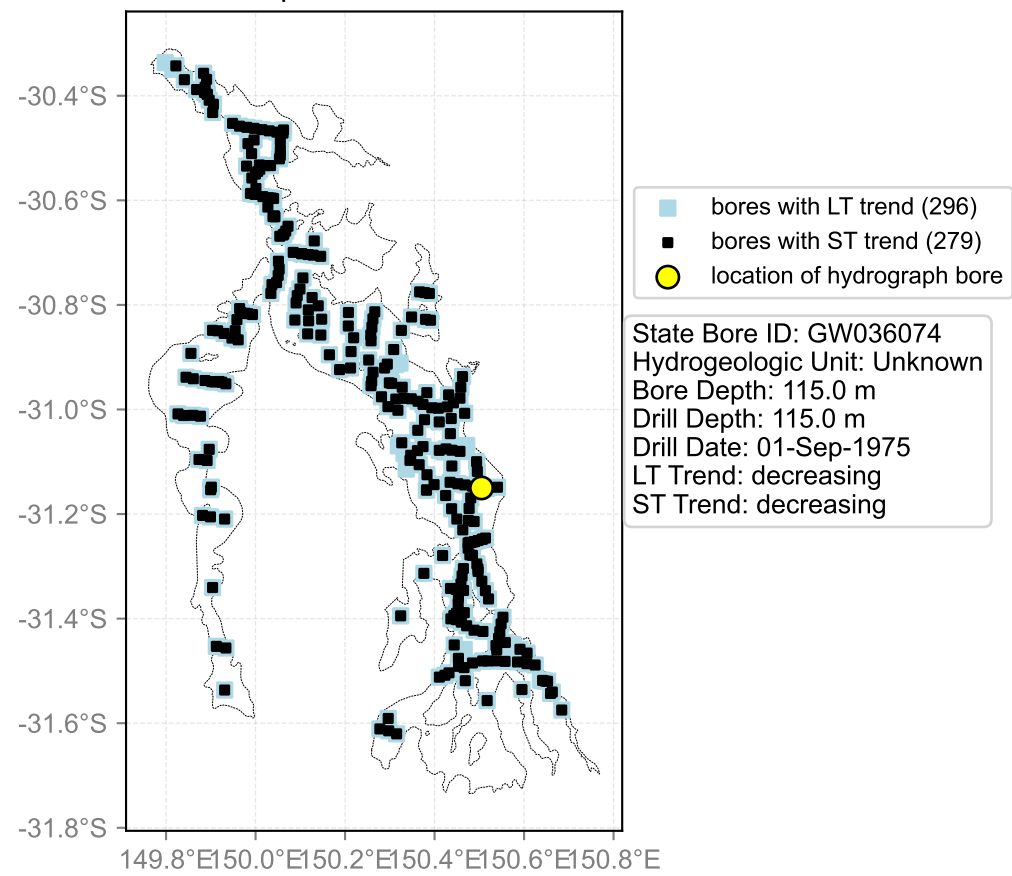 -30.4°S
-30.6°S
-30.8°S
-31.0°S
-31.2°S
-31.4°S
-31.6°S
-31.8°S
149.8°E150.0°E150.2°E150.4°E150.6°E150.8°E
bores with LT trend (296)
bores with ST trend (279)
location of hydrograph bore
State Bore ID: GW036074
Hydrogeologic Unit: Unknown
Bore Depth: 115.0 m
Drill Depth: 115.0 m
Drill Date: 01-Sep-1975
LT Trend: decreasing
ST Trend: decreasing